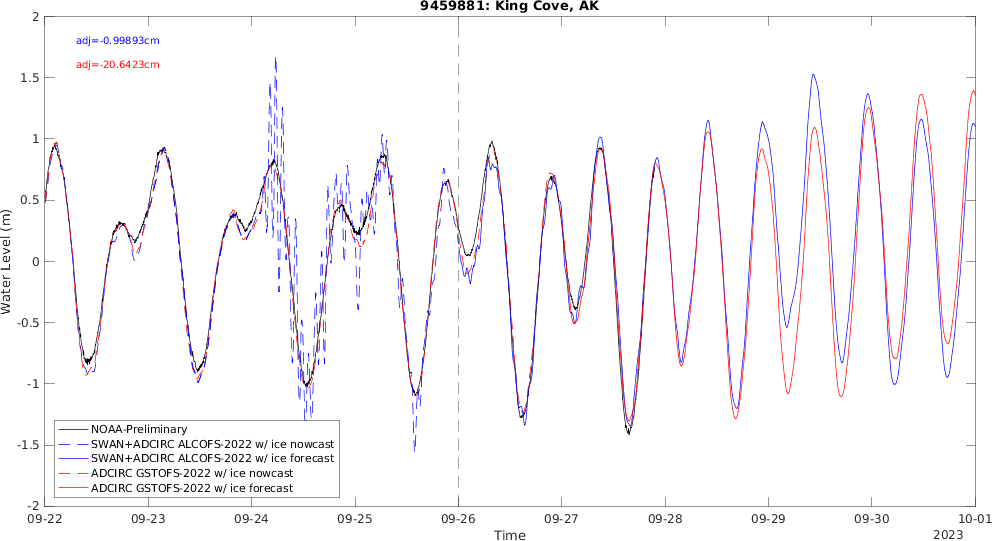 9459881: King Cove, AK
adj=-0.99893cm
adj=-20.6423cm
Water Level (m)
2
1.5
1
0.5
0
-0.5
-1
-1.5
-2
NOAA-Preliminary
SWAN+ADCIRC ALCOFS-2022 w/ ice nowcast
SWAN+ADCIRC ALCOFS-2022 w/ ice forecast
ADCIRC GSTOFS-2022 w/ ice nowcast
ADCIRC GSTOFS-2022 w/ ice forecast
09-22 09-23 09-24 09-25 09-26 09-27 09-28 09-29 09-30 10-01
Time
2023